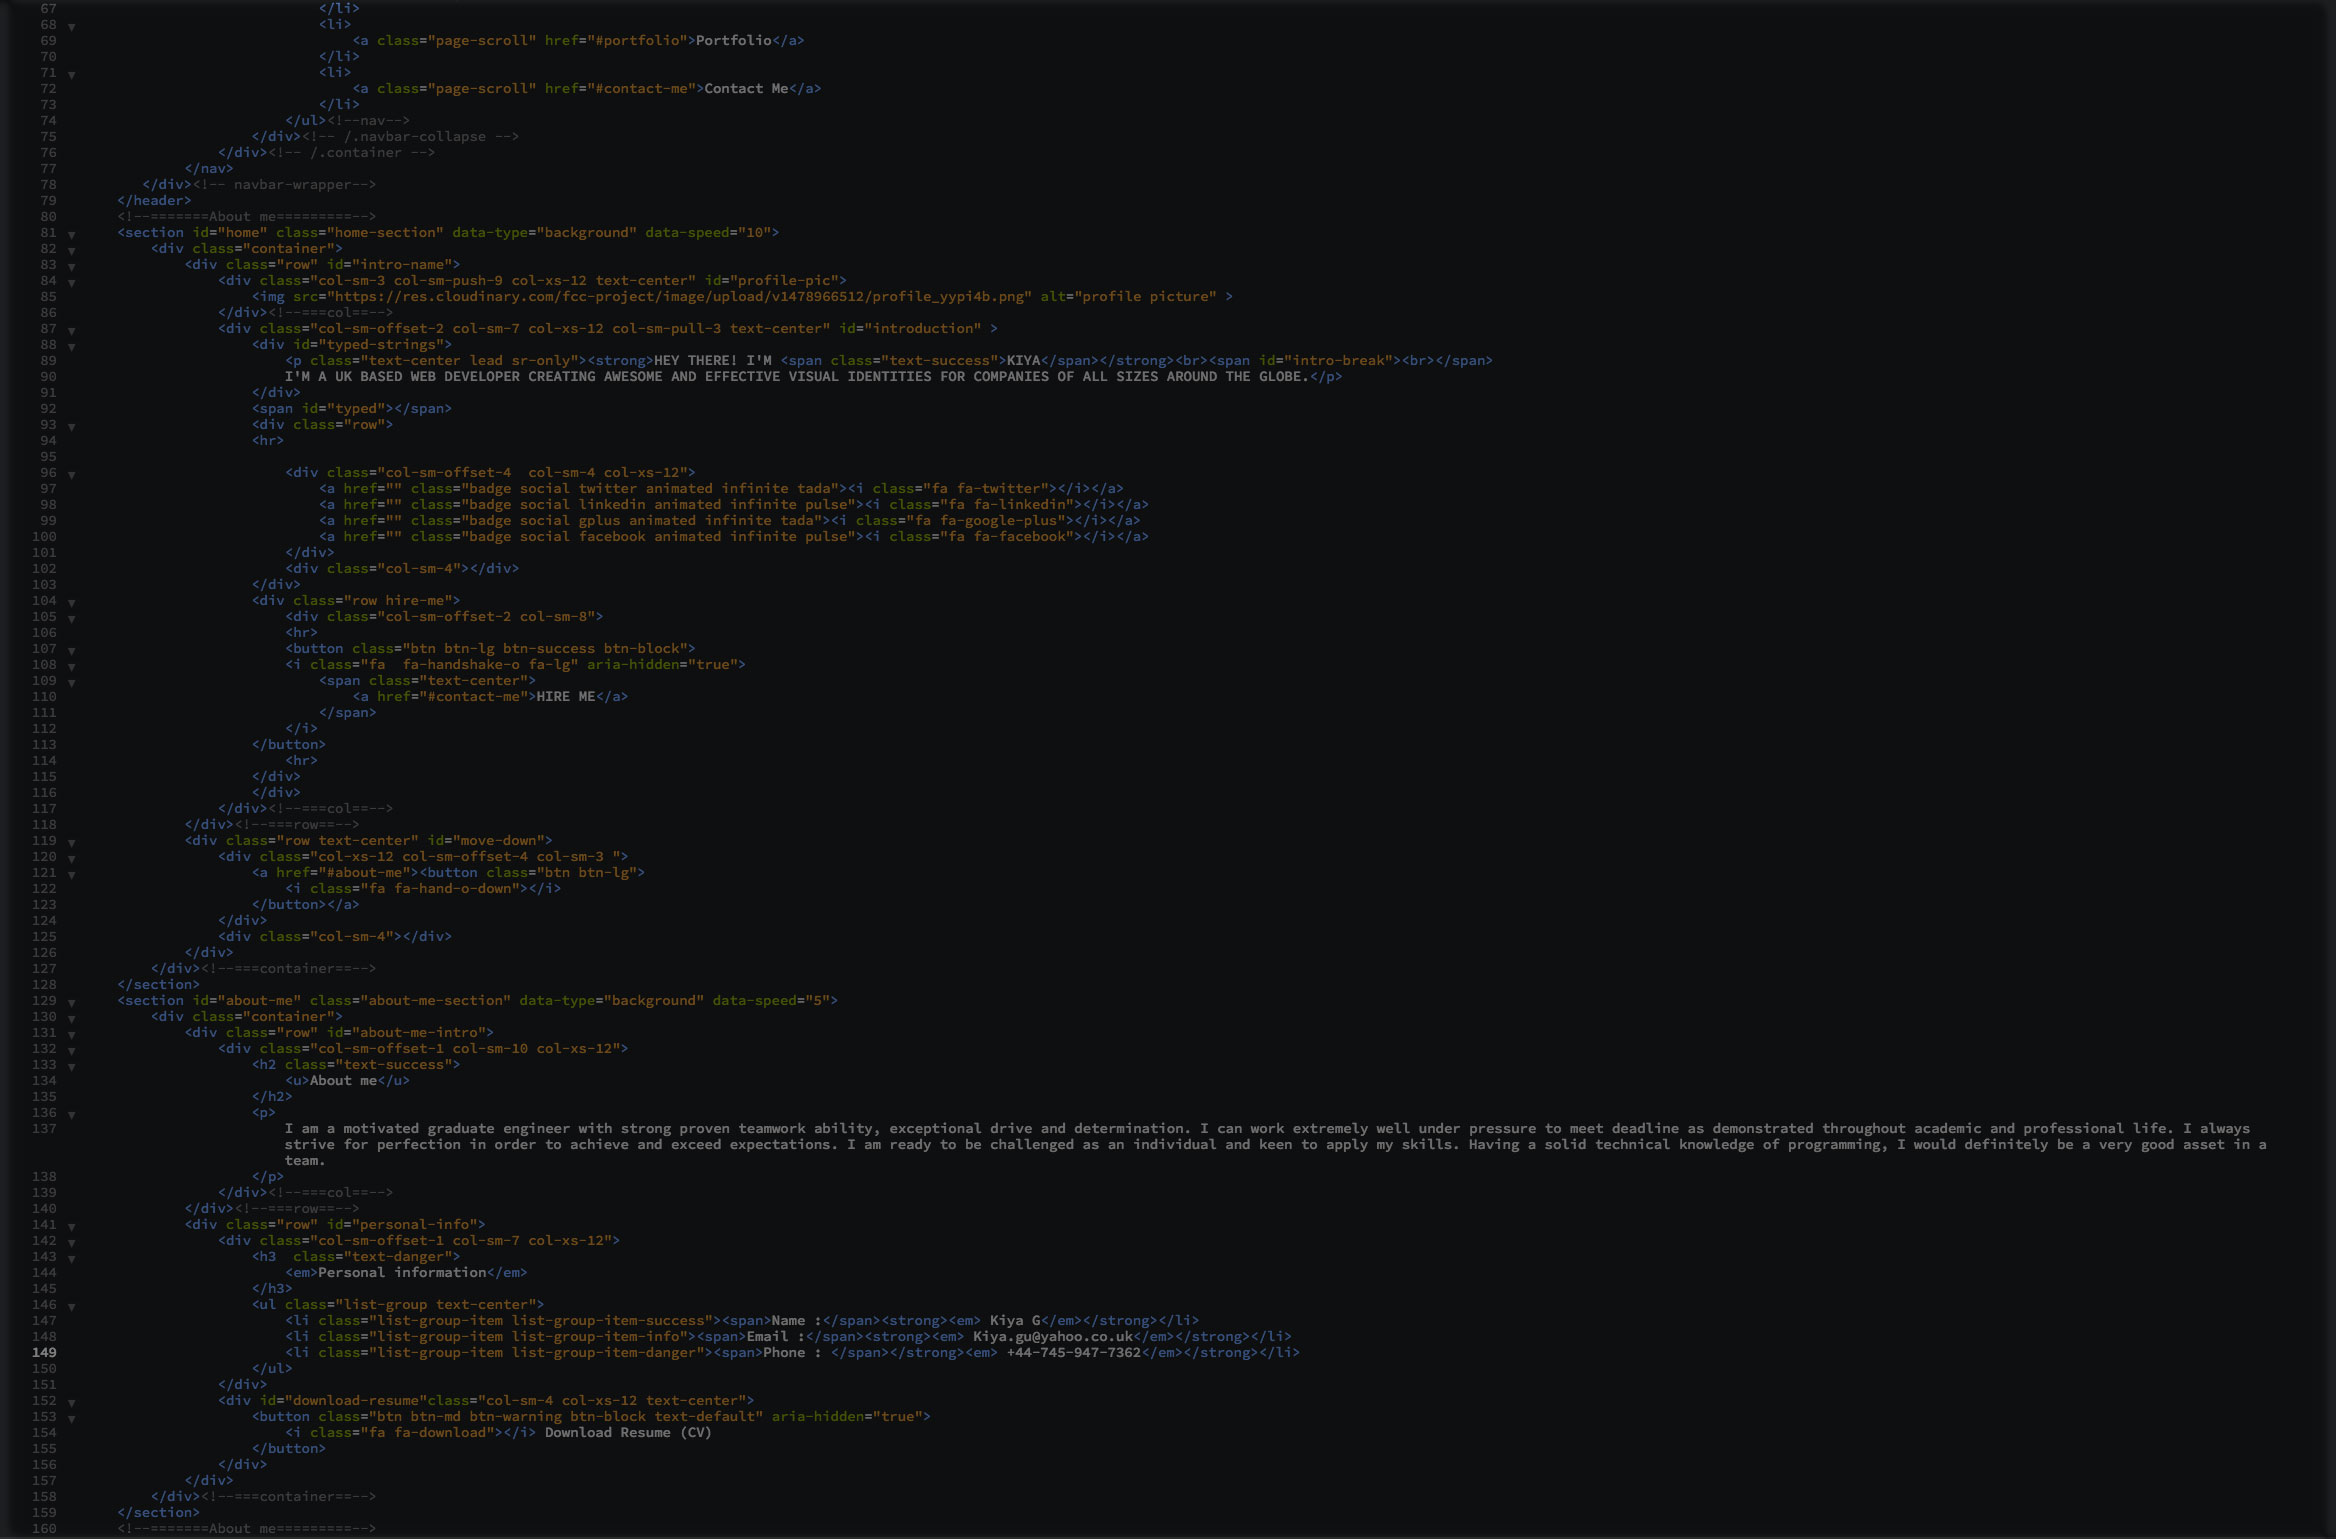 67 </li>
68 ▼ <li>
69 <a class="page-scroll" href="#portfolio">Portfolio</a>
70 </li>
71 ▼ <li>
72 <a class="page-scroll" href="#contact-me">Contact Me</a>
73 </li>
74 </ul><!--nav-->
75 </div><!-- /.navbar-collapse -->
76 </div><!-- /.container -->
77 </nav>
78 </div><!-- navbar-wrapper-->
79 </header>
80 <!--=======About me=========-->
81 ▼ <section id="home" class="home-section" data-type="background" data-speed="10">
82 ▼ <div class="container">
83 ▼ <div class="row" id="intro-name">
84 ▼ <div class="col-sm-3 col-sm-push-9 col-xs-12 text-center" id="profile-pic">
85 <img src="https://res.cloudinary.com/fcc-project/image/upload/v1478966512/profile_yypi4b.png" alt="profile picture" >
86 </div><!--===col==-->
87 ▼ <div class="col-sm-offset-2 col-sm-7 col-xs-12 col-sm-pull-3 text-center" id="introduction" >
88 ▼ <div id="typed-strings">
89 <p class="text-center lead sr-only"><strong>HEY THERE! I'M <span class="text-success">KIYA</span></strong><br><span id="intro-break"><br></span>
90 I'M A UK BASED WEB DEVELOPER CREATING AWESOME AND EFFECTIVE VISUAL IDENTITIES FOR COMPANIES OF ALL SIZES AROUND THE GLOBE.</p>
91 </div>
92 <span id="typed"></span>
93 ▼ <div class="row">
94 <hr>
95
96 ▼ <div class="col-sm-offset-4  col-sm-4 col-xs-12">
97 <a href="" class="badge social twitter animated infinite tada"><i class="fa fa-twitter"></i></a>
98 <a href="" class="badge social linkedin animated infinite pulse"><i class="fa fa-linkedin"></i></a>
99 <a href="" class="badge social gplus animated infinite tada"><i class="fa fa-google-plus"></i></a>
100 <a href="" class="badge social facebook animated infinite pulse"><i class="fa fa-facebook"></i></a>
101 </div>
102 <div class="col-sm-4"></div>
103 </div>
104 ▼ <div class="row hire-me">
105 ▼ <div class="col-sm-offset-2 col-sm-8">
106 <hr>
107 ▼ <button class="btn btn-lg btn-success btn-block">
108 ▼ <i class="fa  fa-handshake-o fa-lg" aria-hidden="true">
109 ▼ <span class="text-center">
110 <a href="#contact-me">HIRE ME</a>
111 </span>
112 </i>
113 </button>
114 <hr>
115 </div>
116 </div>
117 </div><!--===col==-->
118 </div><!--===row==-->
119 ▼ <div class="row text-center" id="move-down">
120 ▼ <div class="col-xs-12 col-sm-offset-4 col-sm-3 ">
121 ▼ <a href="#about-me"><button class="btn btn-lg">
122 <i class="fa fa-hand-o-down"></i>
123 </button></a>
124 </div>
125 <div class="col-sm-4"></div>
126 </div>
127 </div><!--===container==-->
128 </section>
129 ▼ <section id="about-me" class="about-me-section" data-type="background" data-speed="5">
130 ▼ <div class="container">
131 ▼ <div class="row" id="about-me-intro">
132 ▼ <div class="col-sm-offset-1 col-sm-10 col-xs-12">
133 ▼ <h2 class="text-success">
134 <u>About me</u>
135 </h2>
136 ▼ <p>
137 I am a motivated graduate engineer with strong proven teamwork ability, exceptional drive and determination. I can work extremely well under pressure to meet deadline as demonstrated throughout academic and professional life. I always
strive for perfection in order to achieve and exceed expectations. I am ready to be challenged as an individual and keen to apply my skills. Having a solid technical knowledge of programming, I would definitely be a very good asset in a
team.
138 </p>
139 </div><!--===col==-->
140 </div><!--===row==-->
141 ▼ <div class="row" id="personal-info">
142 ▼ <div class="col-sm-offset-1 col-sm-7 col-xs-12">
143 ▼ <h3  class="text-danger">
144 <em>Personal information</em>
145 </h3>
146 ▼ <ul class="list-group text-center">
147 <li class="list-group-item list-group-item-success"><span>Name :</span><strong><em> Kiya G</em></strong></li>
148 <li class="list-group-item list-group-item-info"><span>Email :</span><strong><em> Kiya.gu@yahoo.co.uk</em></strong></li>
149 <li class="list-group-item list-group-item-danger"><span>Phone : </span></strong><em> +44-745-947-7362</em></strong></li>
150 </ul>
151 </div>
152 ▼ <div id="download-resume"class="col-sm-4 col-xs-12 text-center">
153 ▼ <button class="btn btn-md btn-warning btn-block text-default" aria-hidden="true">
154 <i class="fa fa-download"></i> Download Resume (CV)
155 </button>
156 </div>
157 </div>
158 </div><!--===container==-->
159 </section>
160 <!--=======About me=========-->